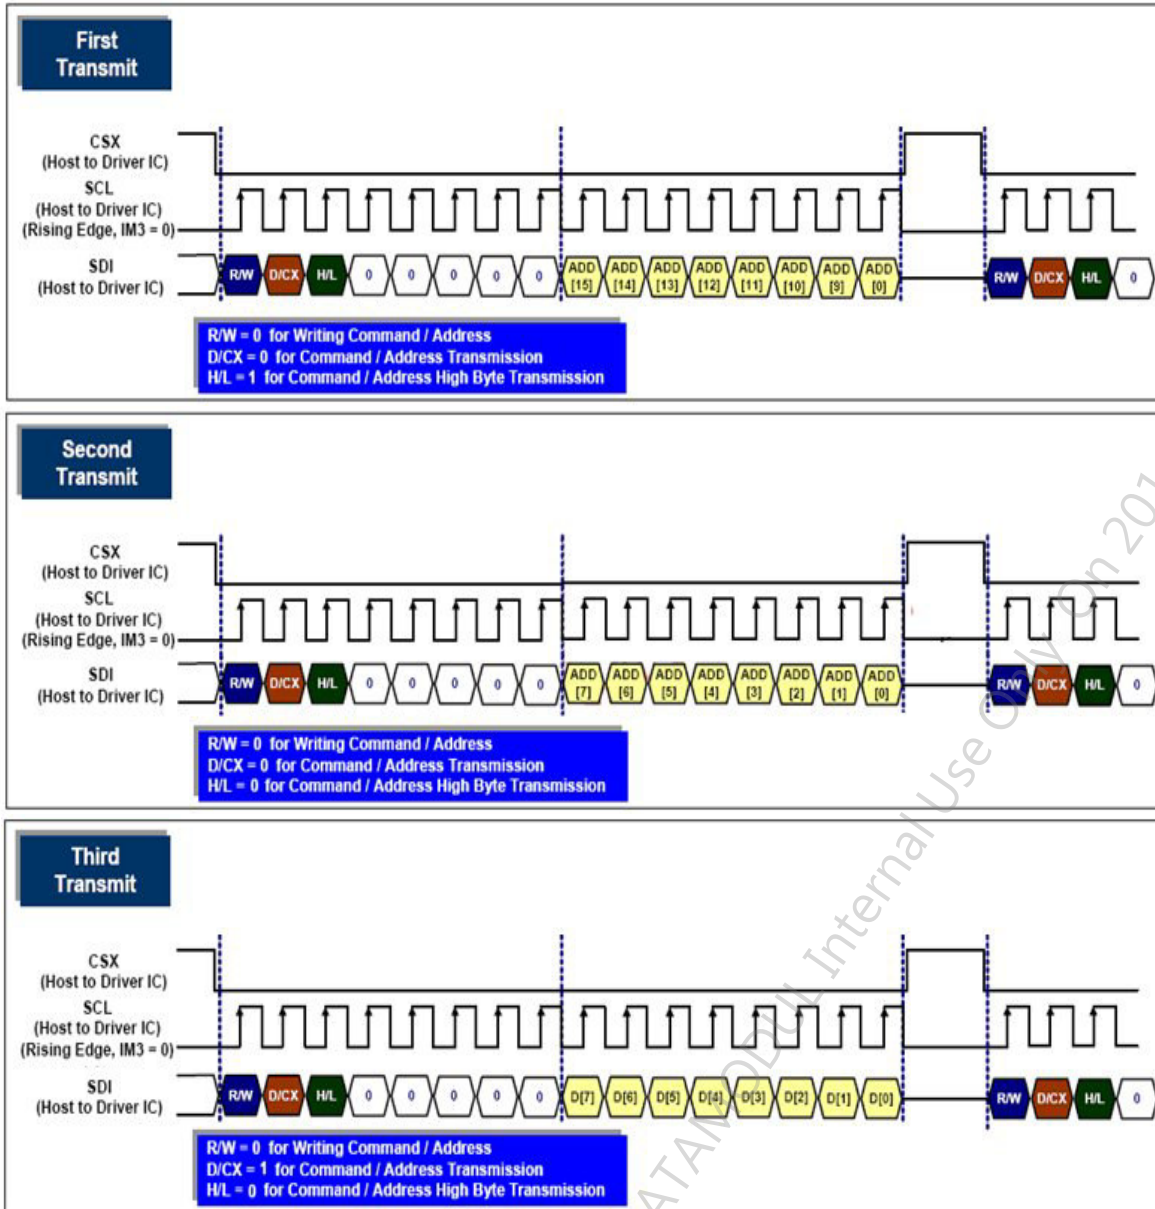 First
Transmit
CSX
(Host to Driver IC)
SCL
(Host to Driver IC)
(Rising Edge, IM3 = 0)
SDI
(Host to Driver IC)
R/W D/CX H/L 0 0 0 0 0 ADD [15] ADD [14] ADD [13] ADD [12] ADD [11] ADD [10] ADD [9] ADD [0] R/W D/CX H/L 0
R/W = 0 for Writing Command / Address
D/CX = 0 for Command / Address Transmission
H/L = 1 for Command / Address High Byte Transmission
Second
Transmit
CSX
(Host to Driver IC)
SCL
(Host to Driver IC)
(Rising Edge, IM3 = 0)
SDI
(Host to Driver IC)
R/W D/CX H/L 0 0 0 0 0 ADD [7] ADD [6] ADD [5] ADD [4] ADD [3] ADD [2] ADD [1] ADD [0] R/W D/CX H/L 0
R/W = 0 for Writing Command / Address
D/CX = 0 for Command / Address Transmission
H/L = 0 for Command / Address High Byte Transmission
Third
Transmit
CSX
(Host to Driver IC)
SCL
(Host to Driver IC)
(Rising Edge, IM3 = 0)
SDI
(Host to Driver IC)
R/W D/CX H/L 0 0 0 0 0 D[7] D[6] D[5] D[4] D[3] D[2] D[1] D[0] R/W D/CX H/L 0
R/W = 0 for Writing Command / Address
D/CX = 1 for Command / Address Transmission
H/L = 0 for Command / Address High Byte Transmission
ATAMODUL Internal Use Only On 201